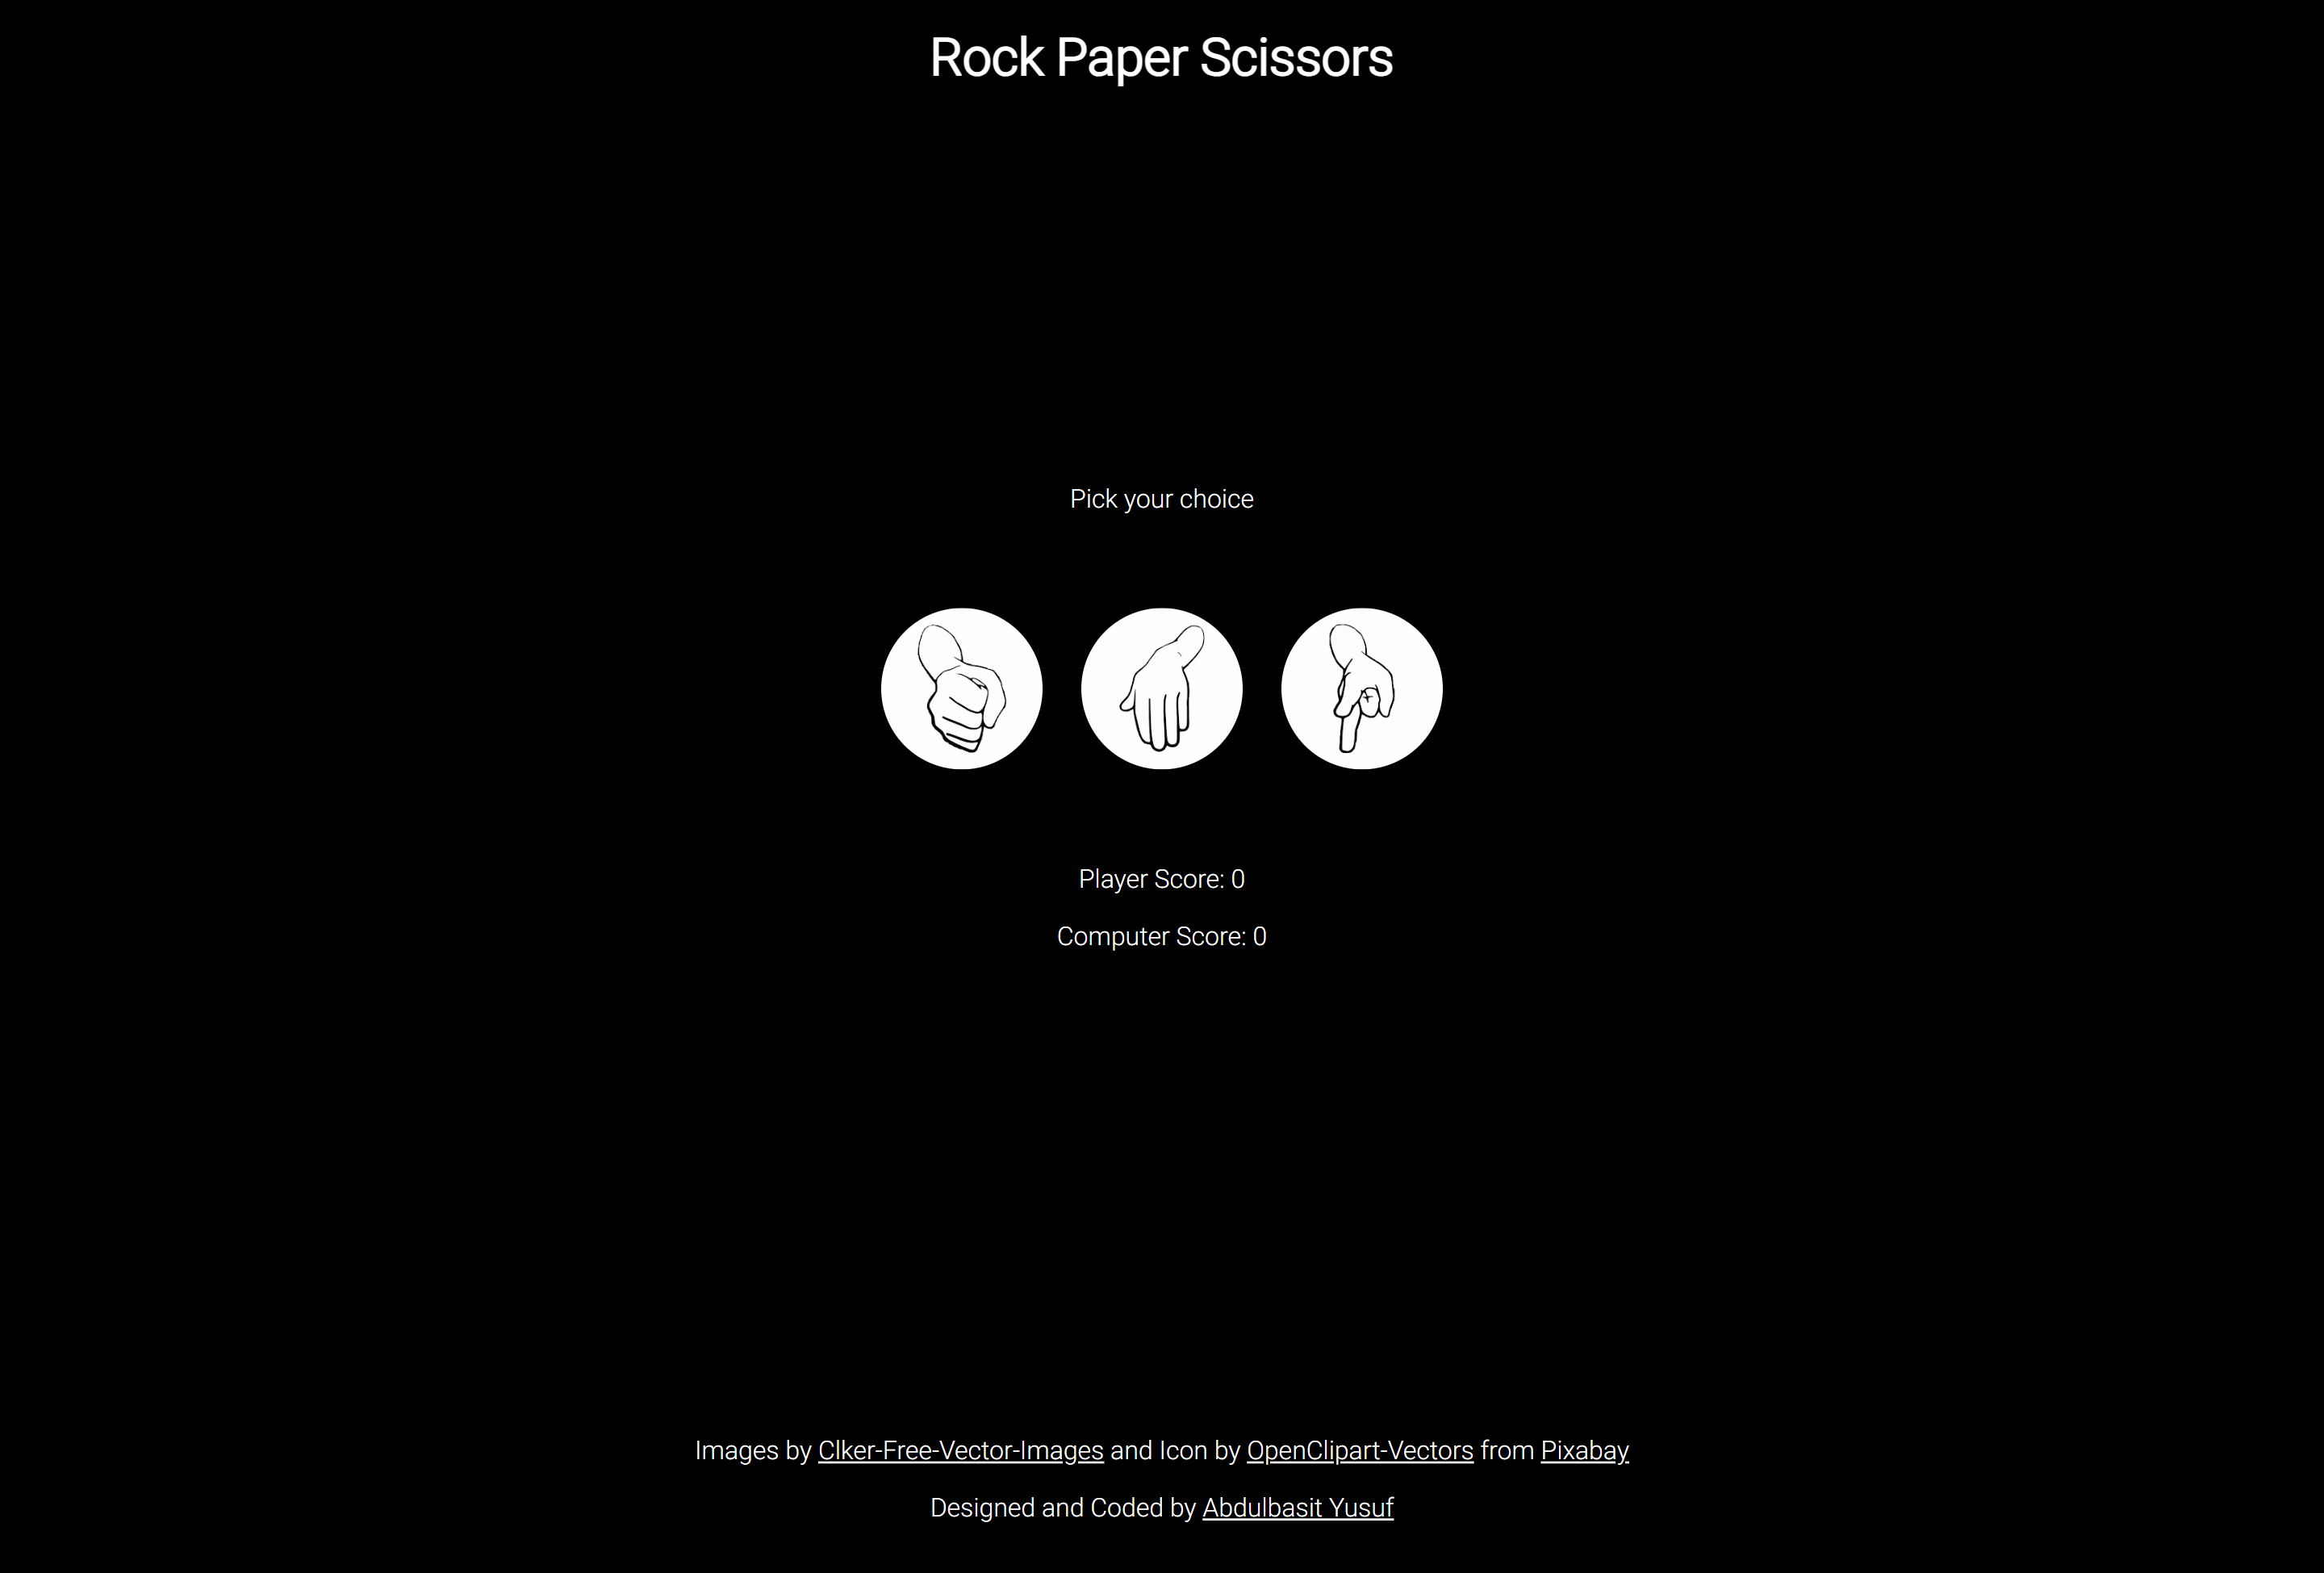 Rock Paper Scissors
Pick your choice
Player Score: 0
Computer Score: 0
Images by Clker-Free-Vector-Images and Icon by OpenClipart-Vectors from Pixabay
Designed and Coded by Abdulbasit Yusuf